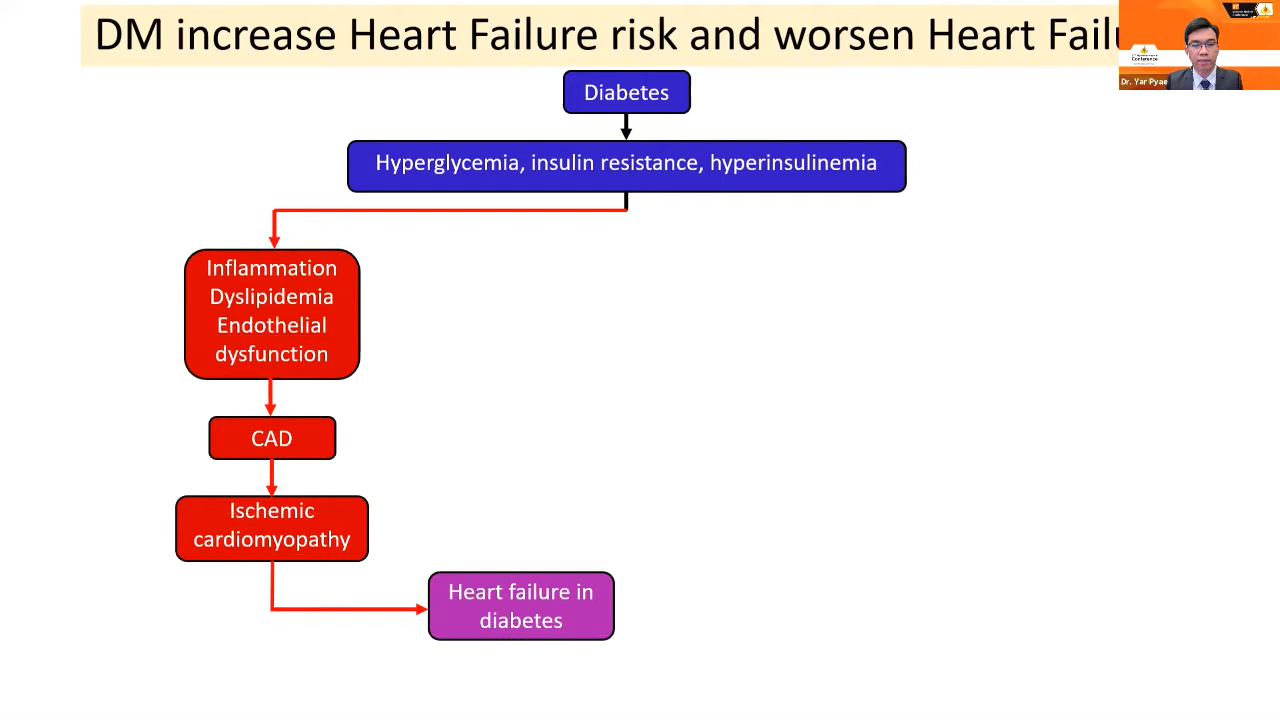 DM increase Heart Failure risk and worsen Heart Failu
Conference
Dr. Yar Pyae
Diabetes
Hyperglycemia, insulin resistance, hyperinsulinemia
Inflammation
Dyslipidemia
Endothelial
dysfunction
CAD
Ischemic
cardiomyopathy
Heart failure in
diabetes